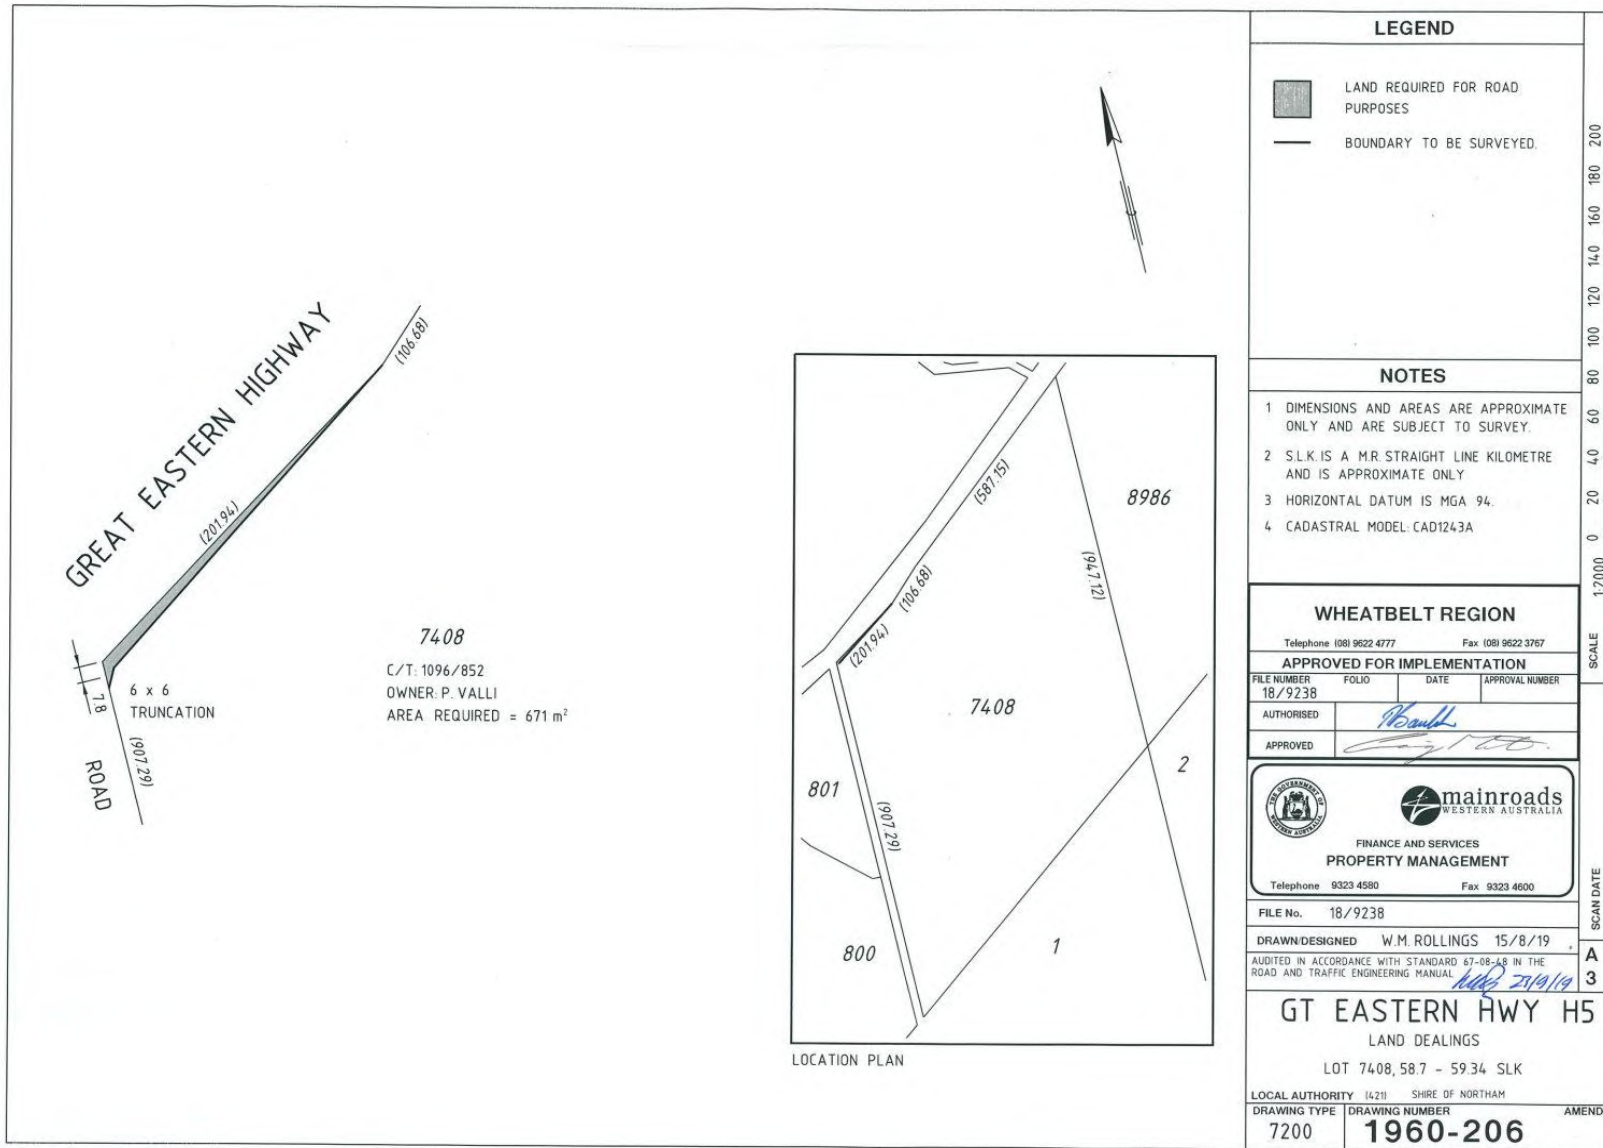 GREAT EASTERN HIGHWAY
(106.68)
(201.94)
7.8
6 x 6
TRUNCATION
(907.29)
ROAD
7408
C/T: 1096/852
OWNER: P. VALLI
AREA REQUIRED = 671 m²
(587.15)
8986
(947.12)
(106.68)
(201.94)
7408
2
801
(907.29)
800
1
LOCATION PLAN
LEGEND
LAND REQUIRED FOR ROAD
PURPOSES
BOUNDARY TO BE SURVEYED.
NOTES
1 DIMENSIONS AND AREAS ARE APPROXIMATE
ONLY AND ARE SUBJECT TO SURVEY.
2 S.L.K. IS A M.R. STRAIGHT LINE KILOMETRE
AND IS APPROXIMATE ONLY
3 HORIZONTAL DATUM IS MGA 94.
4 CADASTRAL MODEL: CAD1243A
WHEATBELT REGION
Telephone (08) 9622 4777 Fax (08) 9622 3767
APPROVED FOR IMPLEMENTATION
FILE NUMBER FOLIO DATE APPROVAL NUMBER
18/9238
AUTHORISED
APPROVED
THE GOVERNMENT OF
WESTERN AUSTRALIA
mainroads
WESTERN AUSTRALIA
FINANCE AND SERVICES
PROPERTY MANAGEMENT
Telephone 9323 4580 Fax 9323 4600
FILE No. 18/9238
DRAWN/DESIGNED W.M. ROLLINGS 15/8/19
AUDITED IN ACCORDANCE WITH STANDARD 67-08-48 IN THE
ROAD AND TRAFFIC ENGINEERING MANUAL
GT EASTERN HWY H5
LAND DEALINGS
LOT 7408, 58.7 - 59.34 SLK
LOCAL AUTHORITY (421) SHIRE OF NORTHAM
DRAWING TYPE DRAWING NUMBER AMEND
7200 1960-206
SCALE 1:2000 0 20 40 60 80 100 120 140 160 180 200
SCAN DATE
A
3